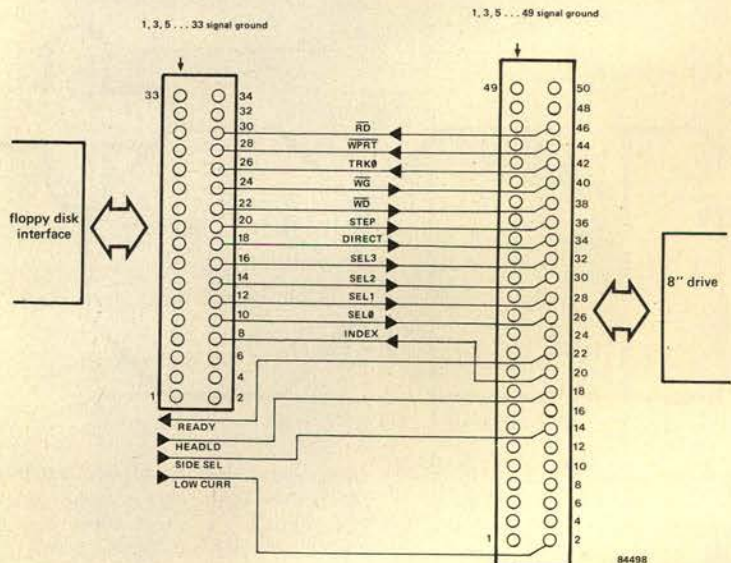 1, 3, 5 . . . 33 signal ground
1, 3, 5 . . . 49 signal ground
33
34
32
30
28
26
24
22
20
18
16
14
12
10
8
6
4
1
2
floppy disk
interface
RD
WPRT
TRK0
WG
WD
STEP
DIRECT
SEL3
SEL2
SEL1
SEL0
INDEX
READY
HEADLD
SIDE SEL
LOW CURR
49
50
48
46
44
42
40
38
36
34
32
30
28
26
24
22
20
18
16
14
12
10
8
6
4
1
2
8" drive
84498